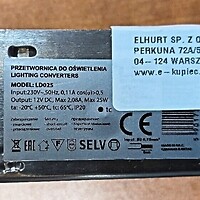 ELHURT SP. Z O
PERKUNA 72A/
04-- 124 WARSZ
www.e-kupiec.
PRZETWORNICA DO OŚWIETLENIA
LIGHTING CONVERTERS
MODEL: LD025
Input:230V~,50Hz, 0,11A cosφ>0,5
Output: 12V DC, Max 2,08A, Max 25W
ta: -20°C +50°C, tc: 65°C, IP20
tc
SELV